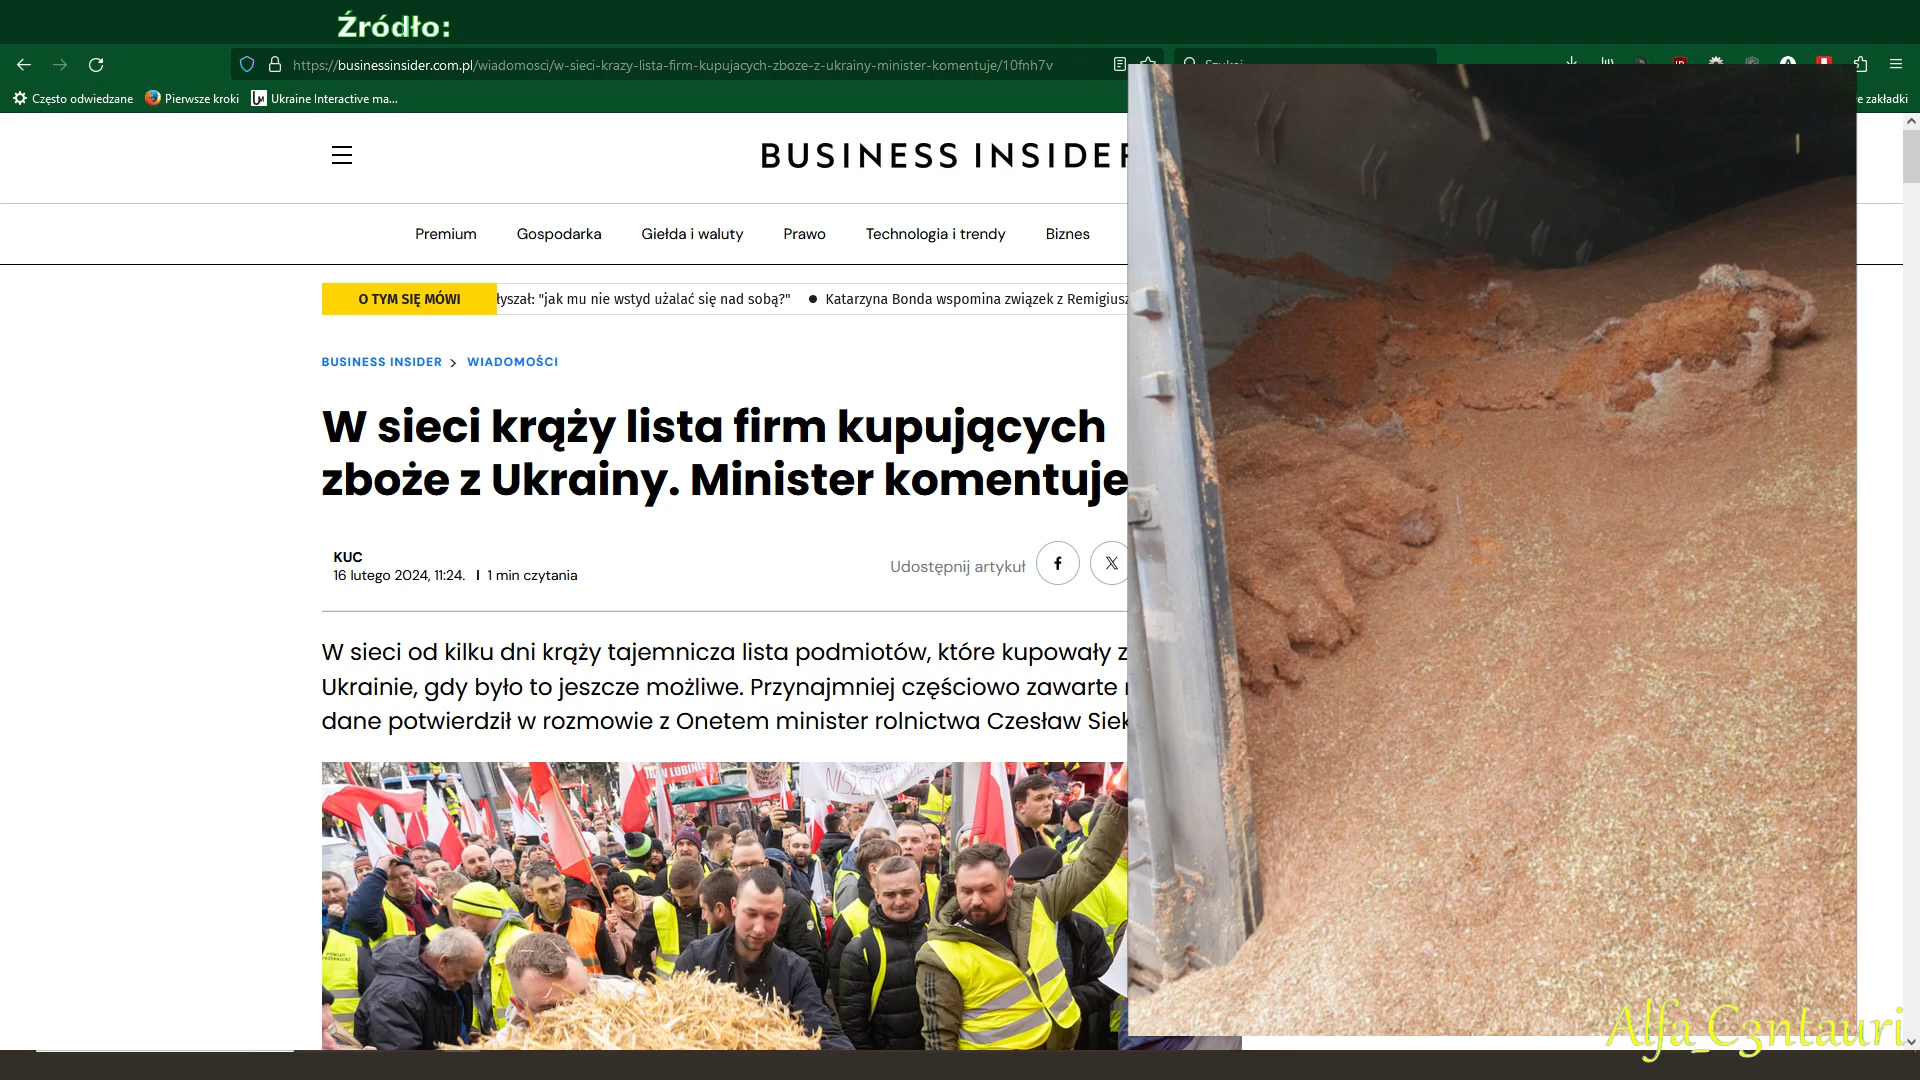 Źródło:
https://businessinsider.com.pl/wiadomosci/w-sieci-krazy-lista-firm-kupujacych-zboze-z-ukrainy-minister-komentuje/10fnh7v
Często odwiedzane Pierwsze kroki Ukraine Interactive ma... zakładki
BUSINESS INSIDER
Premium Gospodarka Giełda i waluty Prawo Technologia i trendy Biznes
O TYM SIĘ MÓWI łyszał: "jak mu nie wstyd użalać się nad sobą?" ● Katarzyna Bonda wspomina związek z Remigiusz
BUSINESS INSIDER > WIADOMOŚCI
W sieci krąży lista firm kupujących
zboże z Ukrainy. Minister komentuje
KUC
16 lutego 2024, 11:24. 1 min czytania
Udostępnij artykuł
W sieci od kilku dni krąży tajemnicza lista podmiotów, które kupowały z
Ukrainie, gdy było to jeszcze możliwe. Przynajmniej częściowo zawarte
dane potwierdził w rozmowie z Onetem minister rolnictwa Czesław Siek
Alfa_C3ntauri